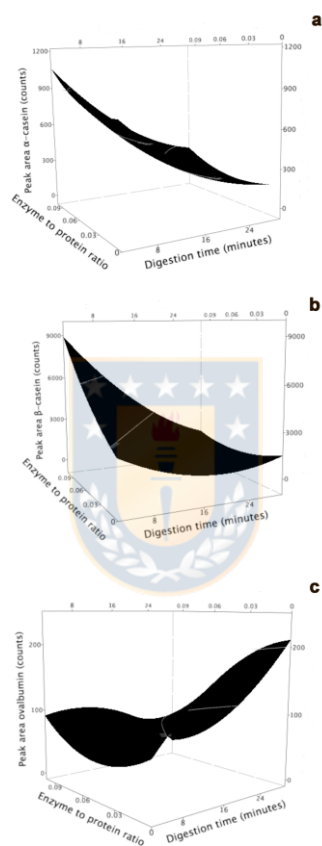 a
8 16 24 0.09 0.06 0.03 0
1200 1200
900 900
600 600
300 300
0 0
Peak area α-casein (counts)
0.09 0.06 0.03 0
Enzyme to protein ratio
8 16 24
Digestion time (minutes)
b
8 16 24 0.09 0.06 0.03 0
9000 9000
6000 6000
3000 3000
0 0
Peak area β-casein (counts)
0.09 0.06 0.03 0
Enzyme to protein ratio
8 16 24
Digestion time (minutes)
c
8 16 24 0.09 0.06 0.03 0
200 200
100 100
0 0
Peak area ovalbumin (counts)
0.09 0.06 0.03 0
Enzyme to protein ratio
8 16 24
Digestion time (minutes)